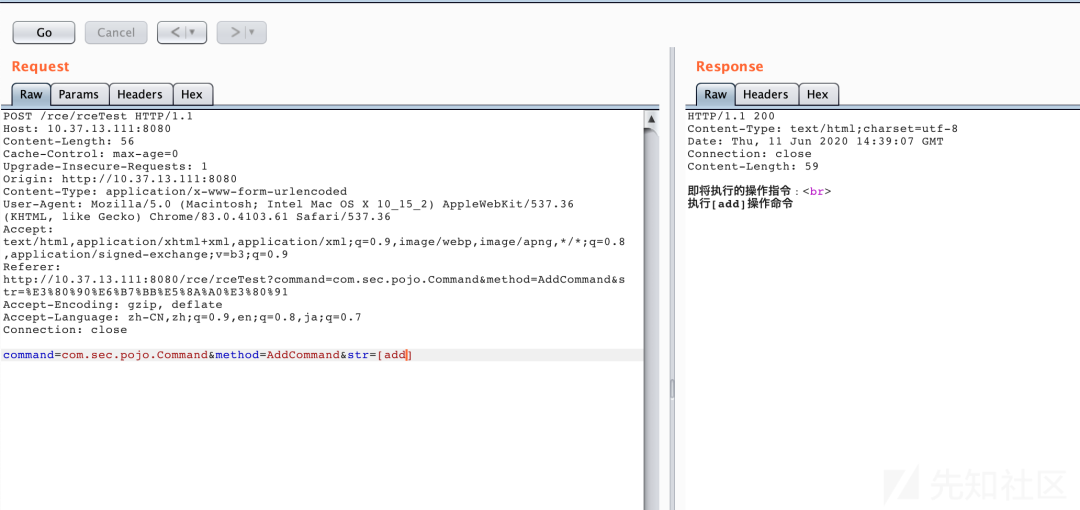 Go
Cancel
<
>
Request
Raw Params Headers Hex
POST /rce/rceTest HTTP/1.1
Host: 10.37.13.111:8080
Content-Length: 56
Cache-Control: max-age=0
Upgrade-Insecure-Requests: 1
Origin: http://10.37.13.111:8080
Content-Type: application/x-www-form-urlencoded
User-Agent: Mozilla/5.0 (Macintosh; Intel Mac OS X 10_15_2) AppleWebKit/537.36
(KHTML, like Gecko) Chrome/83.0.4103.61 Safari/537.36
Accept:
text/html,application/xhtml+xml,application/xml;q=0.9,image/webp,image/apng,*/*;q=0.8
,application/signed-exchange;v=b3;q=0.9
Referer:
http://10.37.13.111:8080/rce/rceTest?command=com.sec.pojo.Command&method=AddCommand&s
tr=%E3%80%90%E6%B7%BB%E5%8A%A0%E3%80%91
Accept-Encoding: gzip, deflate
Accept-Language: zh-CN,zh;q=0.9,en;q=0.8,ja;q=0.7
Connection: close
command=com.sec.pojo.Command&method=AddCommand&str=[add]
Response
Raw Headers Hex
HTTP/1.1 200
Content-Type: text/html;charset=utf-8
Date: Thu, 11 Jun 2020 14:39:07 GMT
Connection: close
Content-Length: 59
即将执行的操作指令：<br>
执行[add]操作命令
先知社区